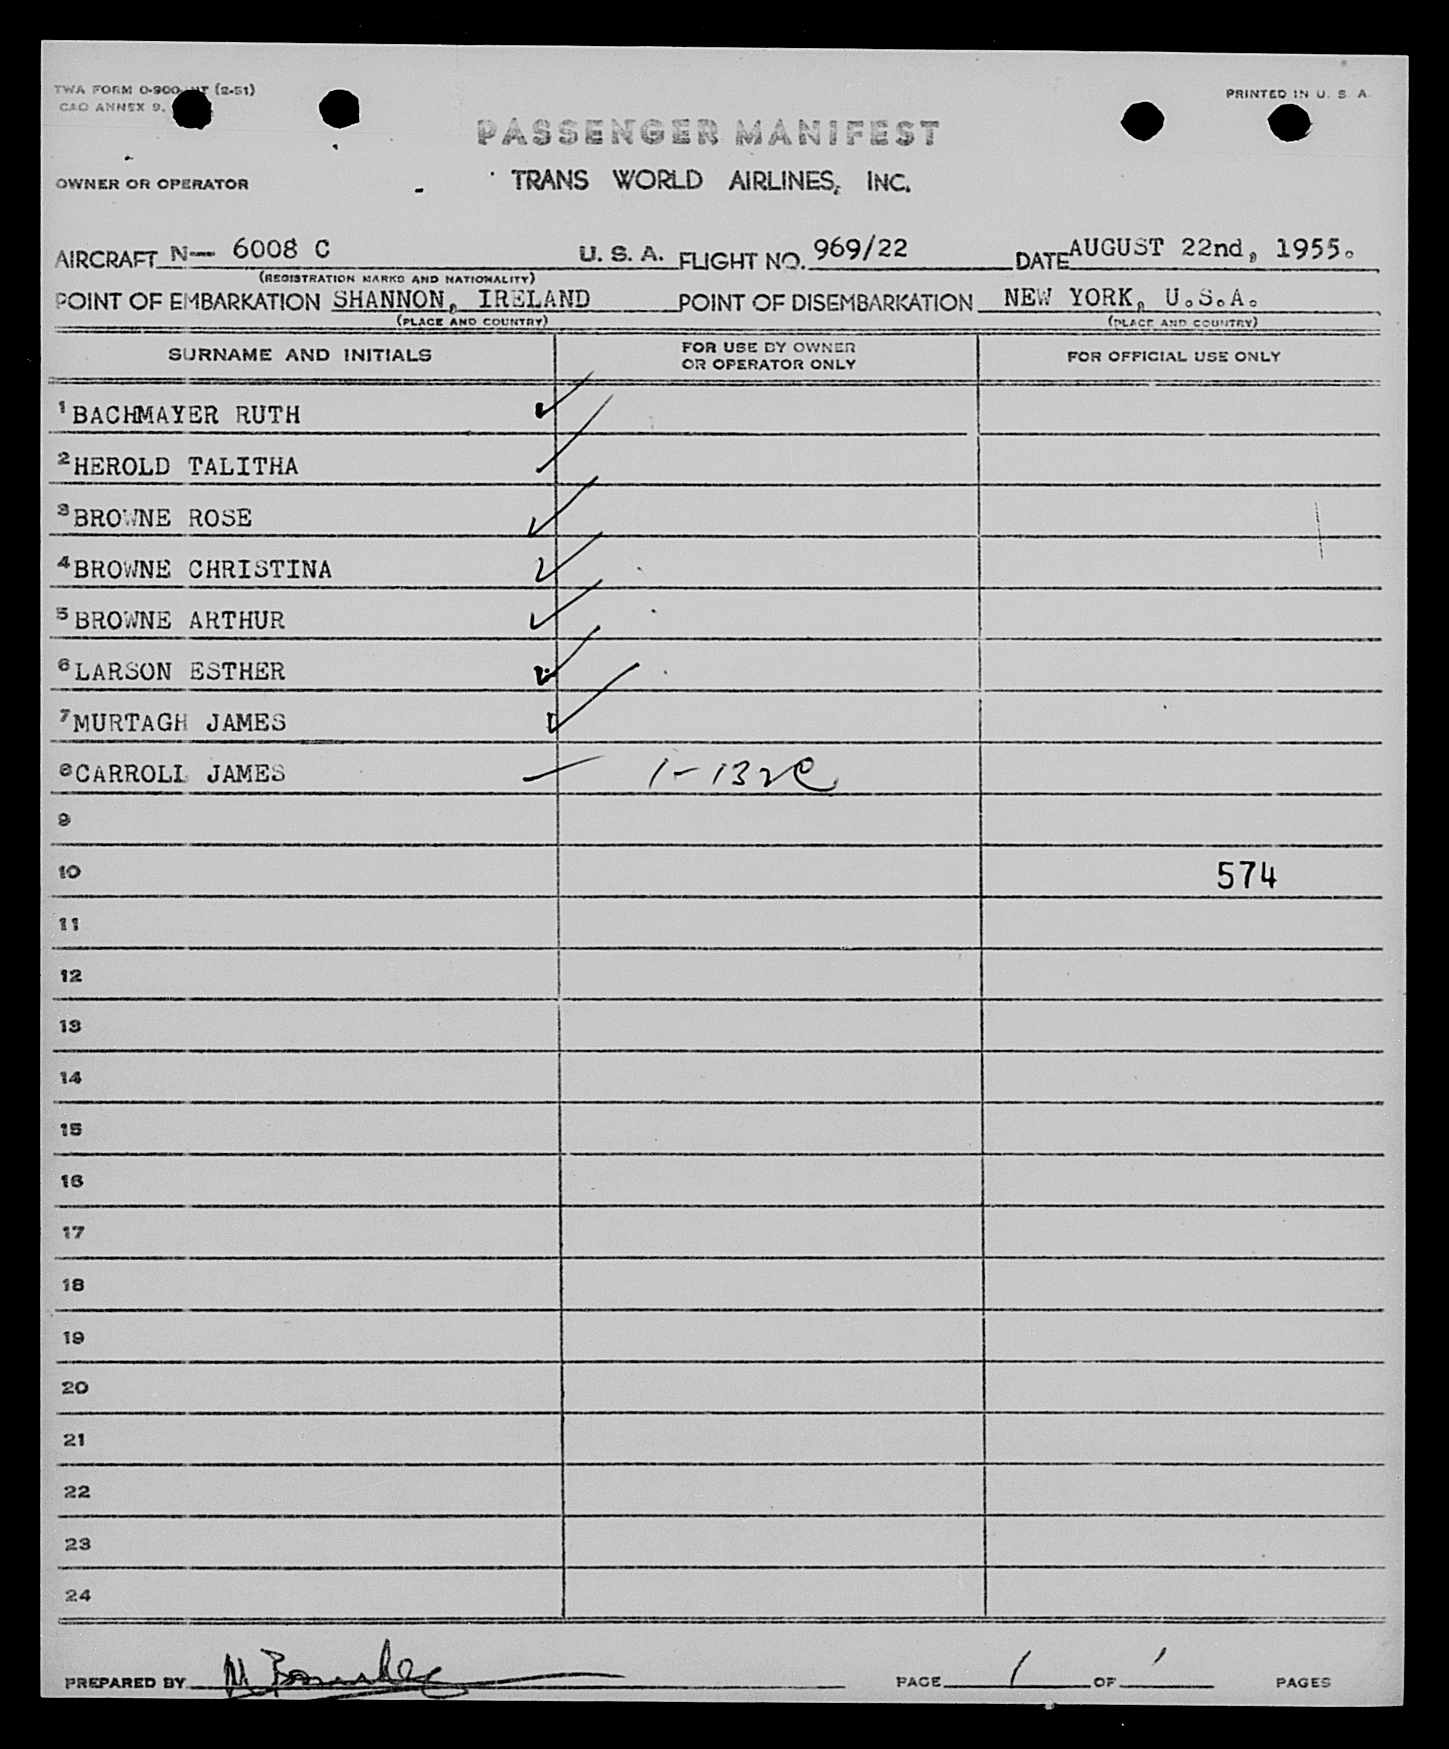 TWA FORM 0-900 NT (2-51)
CAO ANNEX 9.
PRINTED IN U. S. A.
PASSENGER MANIFEST
OWNER OR OPERATOR
TRANS WORLD AIRLINES, INC.
AIRCRAFT N— 6008 C U. S. A. FLIGHT NO. 969/22 DATE AUGUST 22nd, 1955.
(REGISTRATION MARKS AND NATIONALITY)
POINT OF EMBARKATION SHANNON, IRELAND POINT OF DISEMBARKATION NEW YORK, U.S.A.
(PLACE AND COUNTRY) (PLACE AND COUNTRY)
SURNAME AND INITIALS FOR USE BY OWNER OR OPERATOR ONLY FOR OFFICIAL USE ONLY
1 BACHMAYER RUTH
2 HEROLD TALITHA
3 BROWNE ROSE
4 BROWNE CHRISTINA
5 BROWNE ARTHUR
6 LARSON ESTHER
7 MURTAGH JAMES
8 CARROLL JAMES — 1-132
9
10 574
11
12
13
14
15
16
17
18
19
20
21
22
23
24
PREPARED BY PAGE 1 OF 1 PAGES